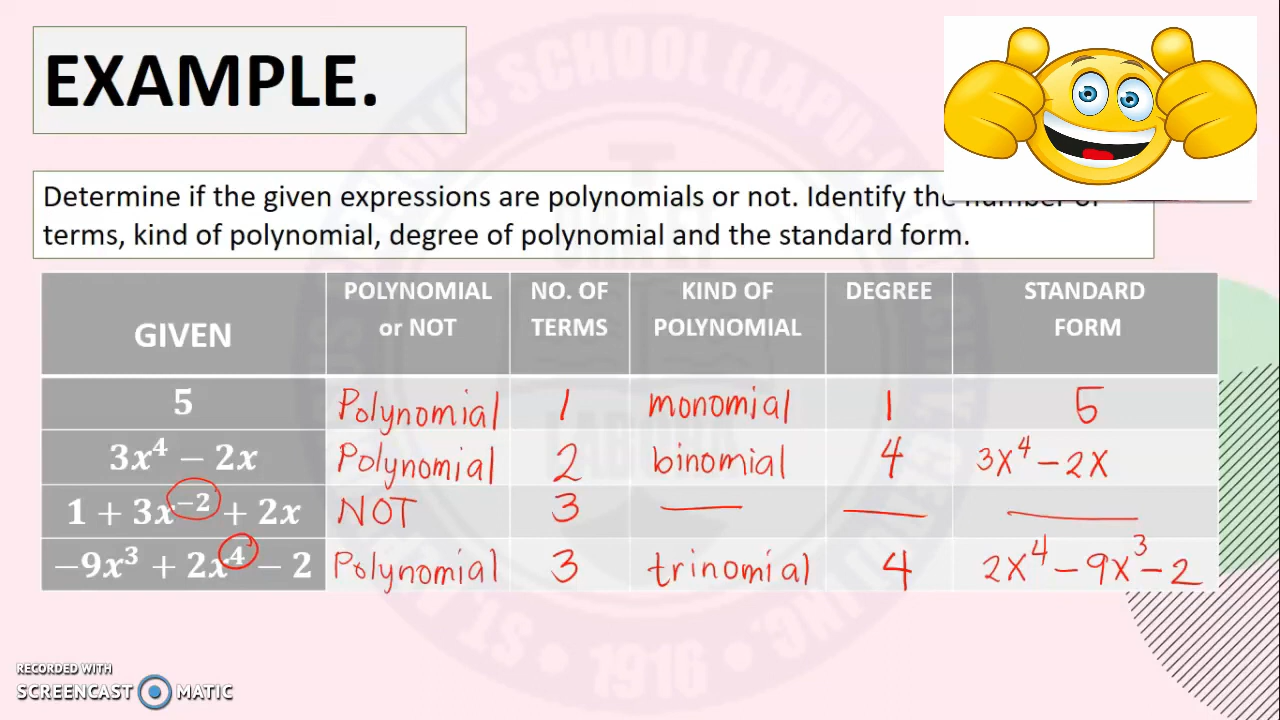 EXAMPLE.
Determine if the given expressions are polynomials or not. Identify the number of
terms, kind of polynomial, degree of polynomial and the standard form.
GIVEN POLYNOMIAL or NOT NO. OF TERMS KIND OF POLYNOMIAL DEGREE STANDARD FORM
5 Polynomial 1 monomial 1 5
3x⁴ − 2x Polynomial 2 binomial 4 3x⁴ − 2x
1 + 3x⁻² + 2x NOT 3 — — —
−9x³ + 2x⁴ − 2 Polynomial 3 trinomial 4 2x⁴ − 9x³ − 2
1916
RECORDED WITH
SCREENCAST MATIC